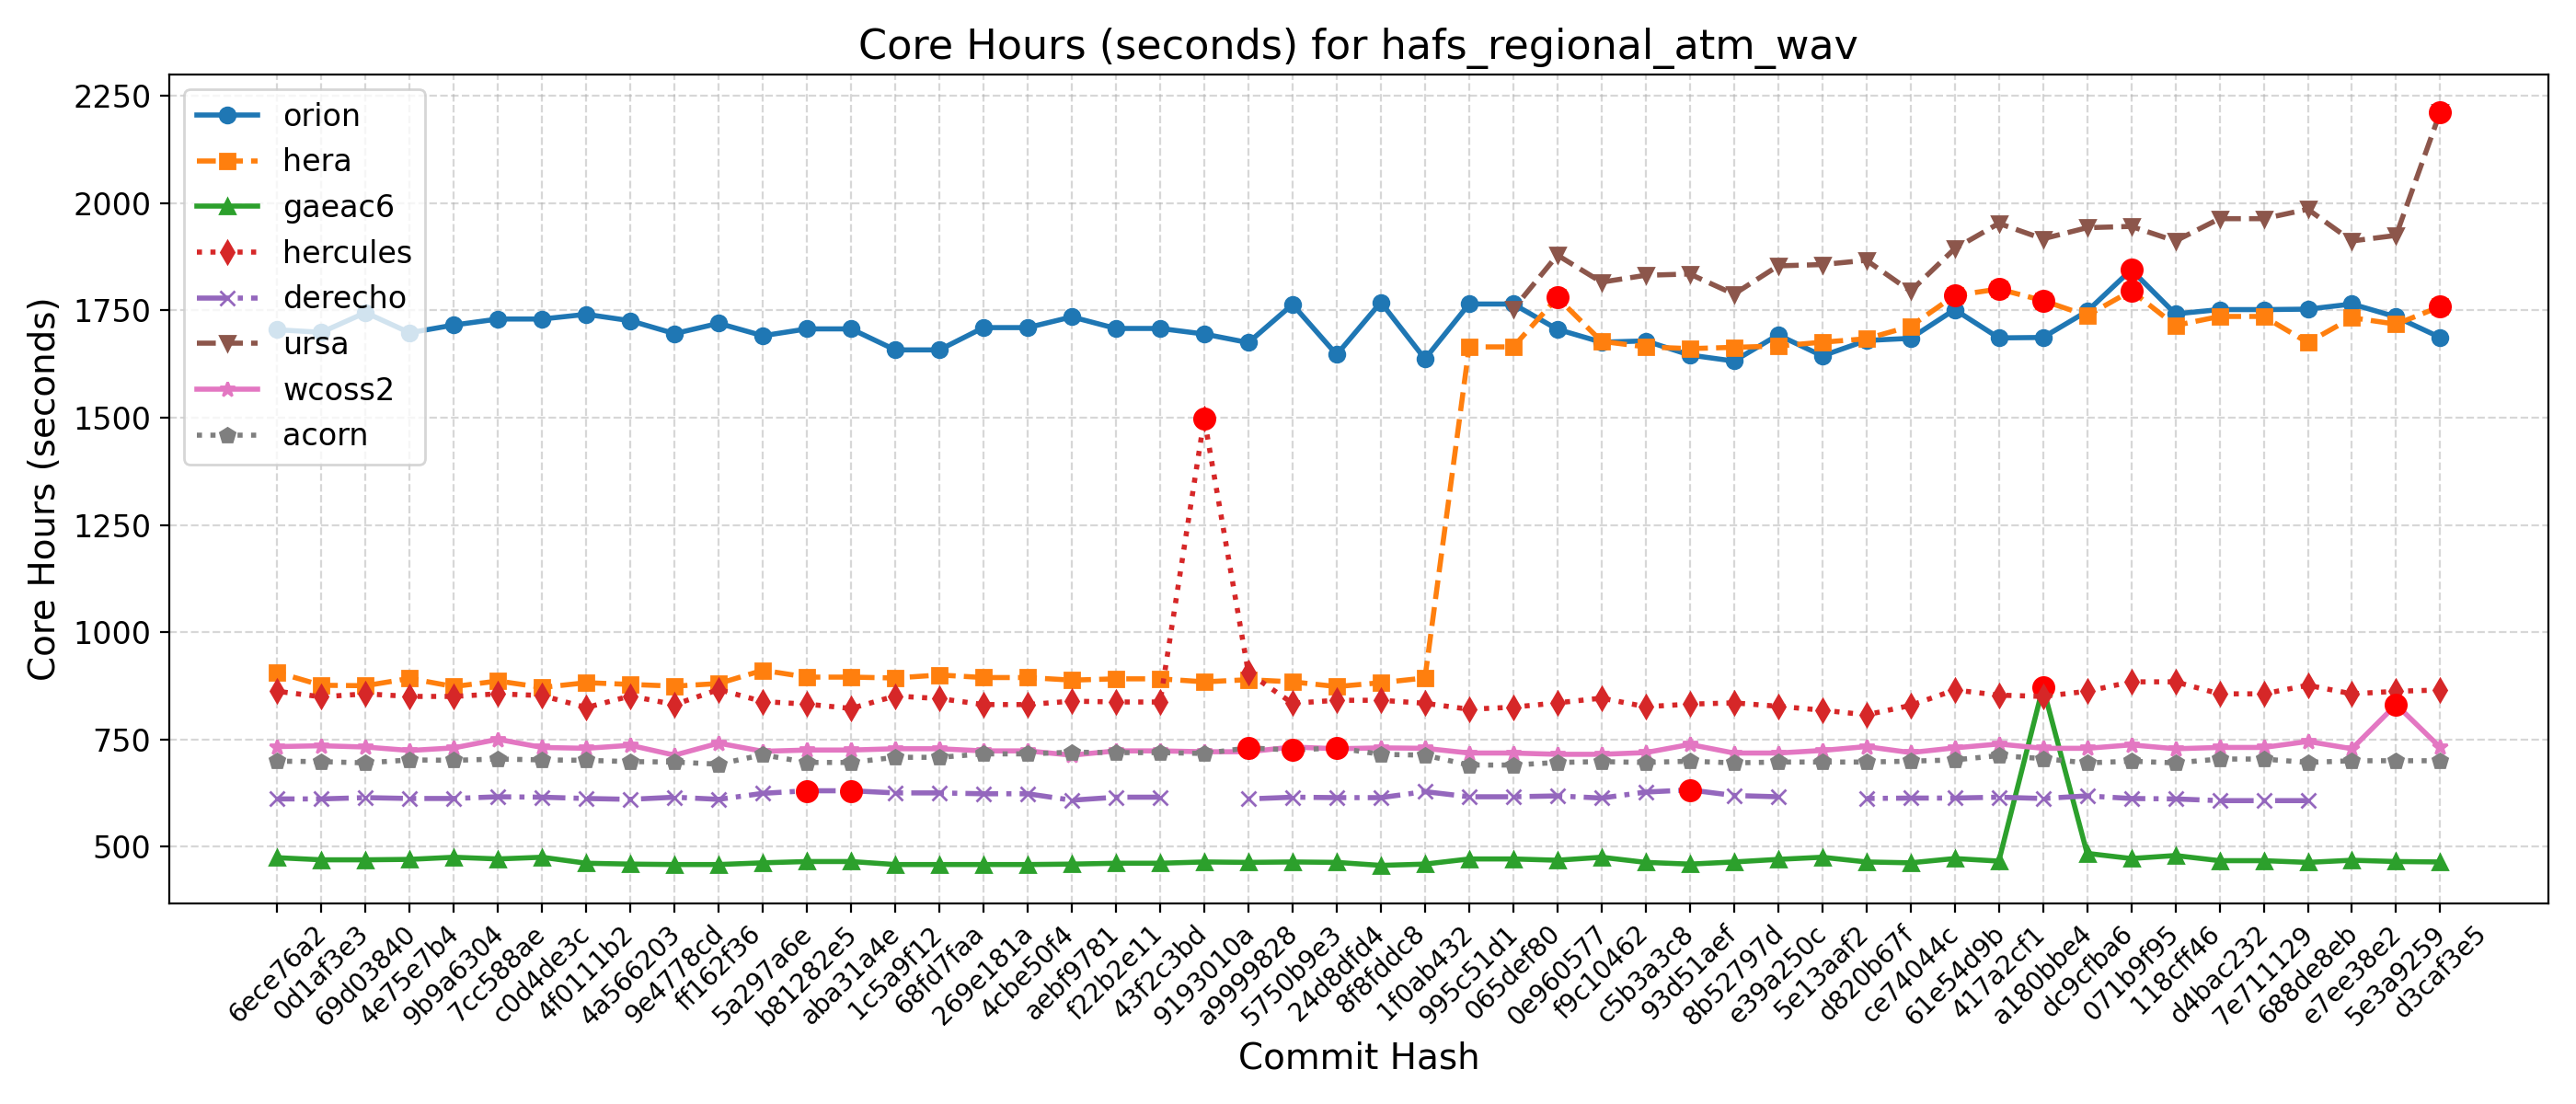 Core Hours (seconds) for hafs_regional_atm_wav
Core Hours (seconds)
2250
2000
1750
1500
1250
1000
750
500
orion
hera
gaeac6
hercules
derecho
ursa
wcoss2
acorn
6ece76a2
0d1af3e3
69d03840
4e75e7b4
9b9a6304
7cc588ae
c0d4de3c
4f0111b2
4a566203
9e4778cd
ff162f36
5a297a6e
b81282e5
aba31a4e
1c5a9f12
68fd7faa
269e181a
4cbe50f4
aebf9781
f22b2e11
43f2c3bd
9193010a
a9999828
5750b9e3
24d8dfd4
8f8fddc8
1f0ab432
995c51d1
065def80
0e960577
f9c10462
c5b3a3c8
93d51aef
8b52797d
e39a250c
5e13aaf2
d820b67f
ce74044c
61e54d9b
417a2cf1
a180bbe4
dc9cfba6
071b9f95
118cff46
d4bac232
7e711129
688de8eb
e7ee38e2
5e3a9259
d3caf3e5
Commit Hash